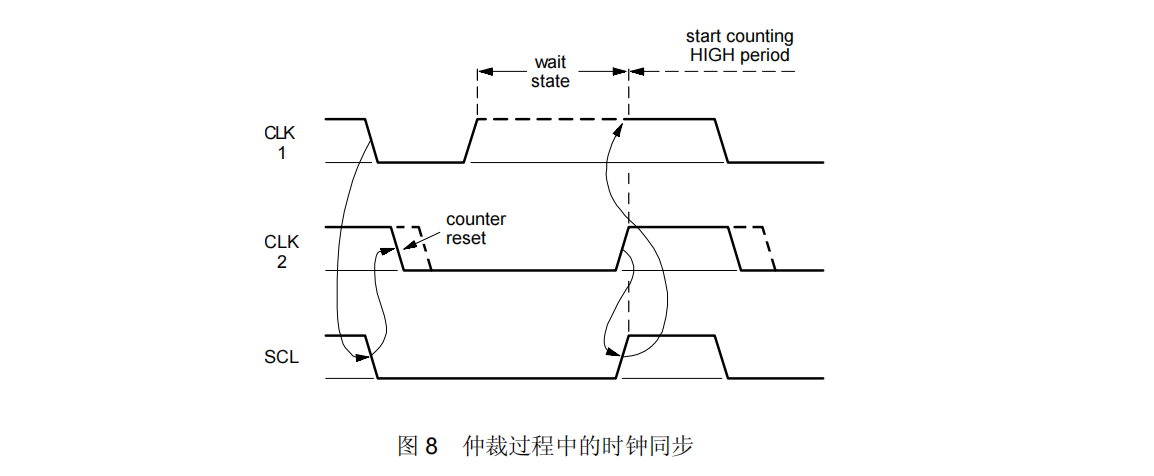 start counting
HIGH period
wait
state
CLK
1
counter
reset
CLK
2
SCL
图 8 仲裁过程中的时钟同步